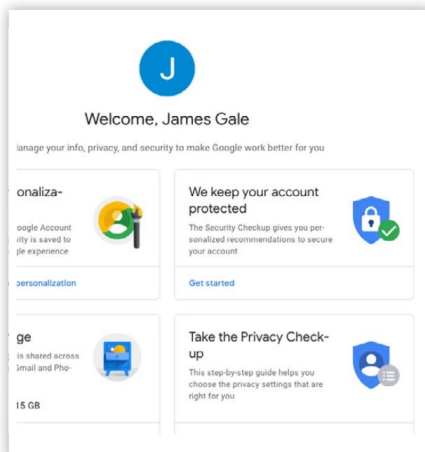 J
Welcome, James Gale
anage your info, privacy, and security to make Google work better for you
onaliza-
oogle Account
vity is saved to
gle experience
personalization
We keep your account
protected
The Security Checkup gives you per-
sonalized recommendations to secure
your account
Get started
ge
is shared across
Gmail and Pho-
15 GB
Take the Privacy Check-
up
This step-by-step guide helps you
choose the privacy settings that are
right for you